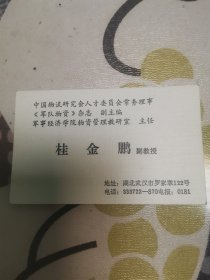 中国物流研究会人才委员会常务理事
《军队物资》杂志 副主编
军事经济学院物资管理教研室 主任
桂金鹏 副教授
地址:湖北武汉市罗家墩122号
电话:355722—570电报:0181